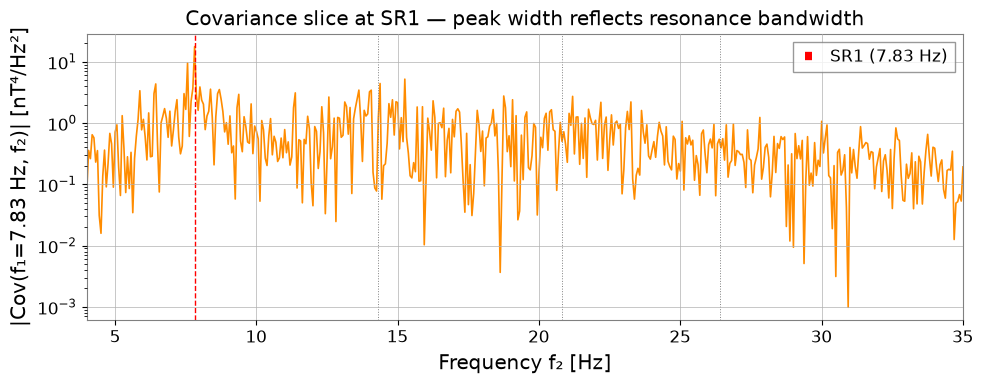 Covariance slice at SR1 — peak width reflects resonance bandwidth
|Cov(f₁=7.83 Hz, f₂)| [nT⁴/Hz²]
10¹
10⁰
10⁻¹
10⁻²
10⁻³
SR1 (7.83 Hz)
5 10 15 20 25 30 35
Frequency f₂ [Hz]